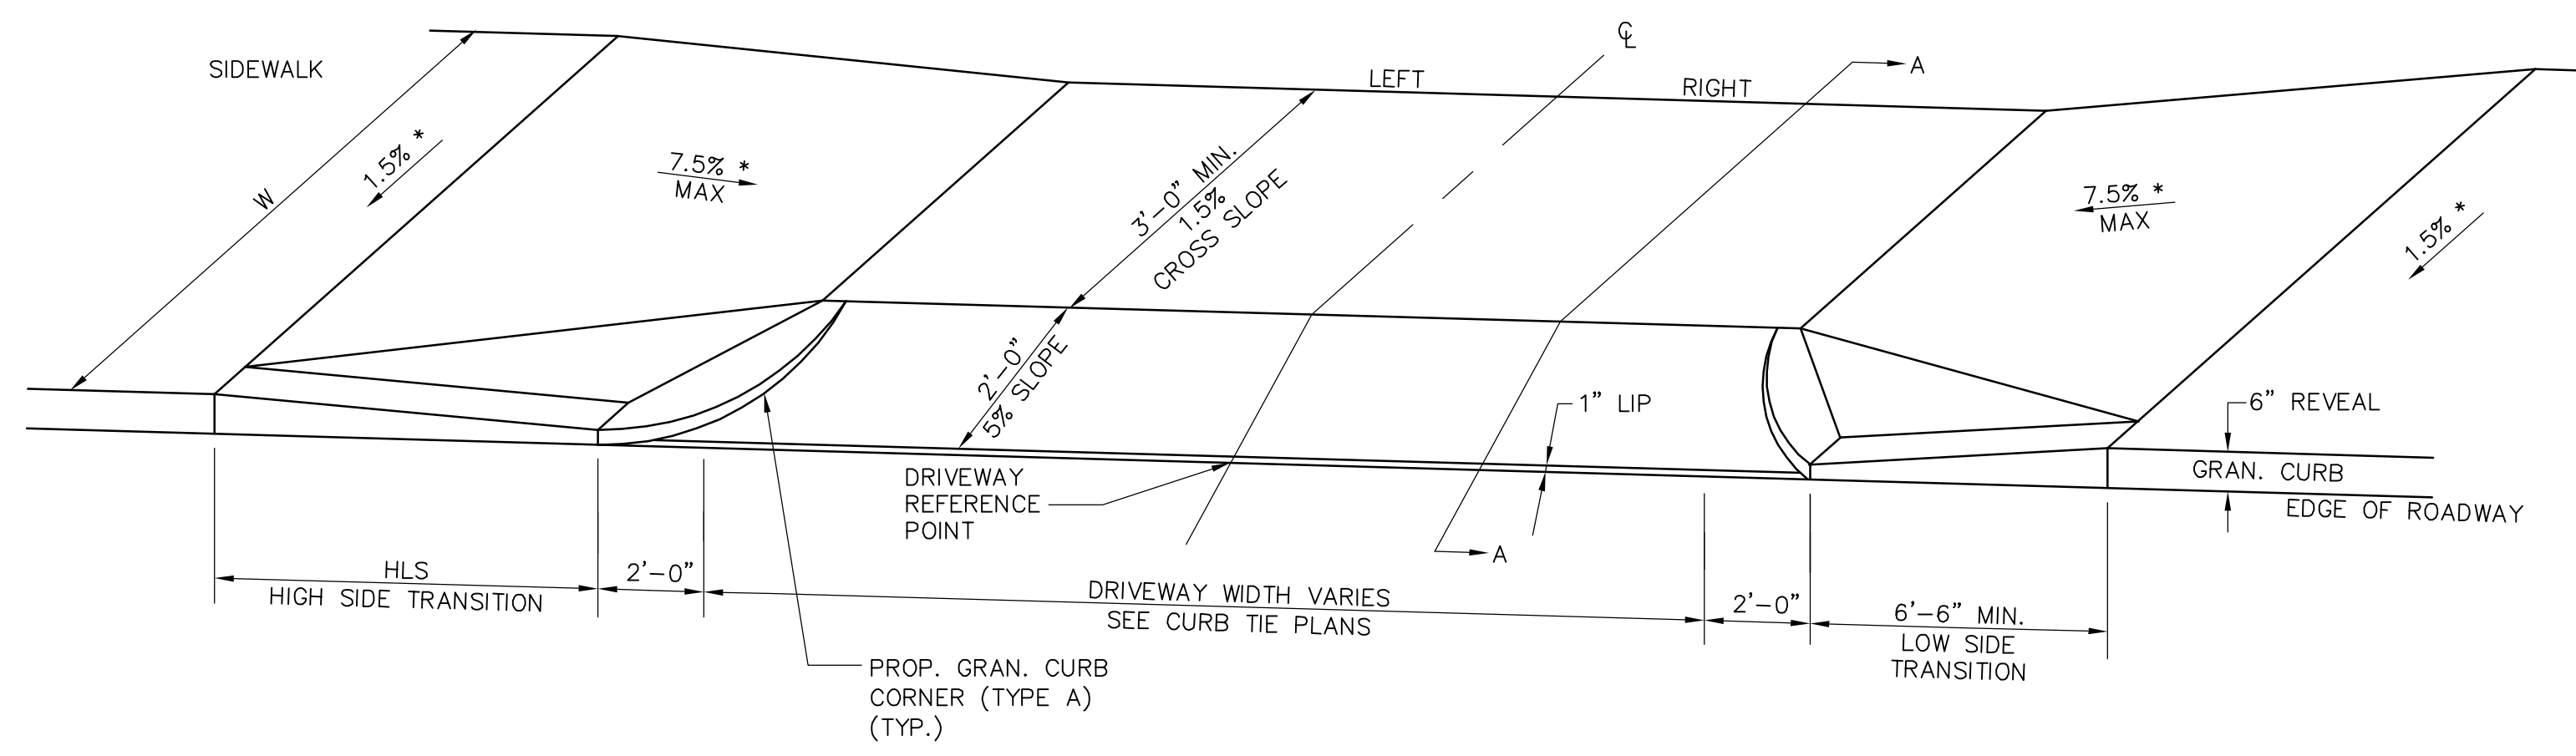 ℄
SIDEWALK
LEFT
RIGHT
A
W
1.5% *
7.5% *
MAX
3'-0" MIN.
1.5%
CROSS SLOPE
7.5% *
MAX
1.5% *
2'-0"
5% SLOPE
1" LIP
6" REVEAL
GRAN. CURB
EDGE OF ROADWAY
DRIVEWAY
REFERENCE
POINT
A
HLS
HIGH SIDE TRANSITION
2'-0"
DRIVEWAY WIDTH VARIES
SEE CURB TIE PLANS
2'-0"
6'-6" MIN.
LOW SIDE
TRANSITION
PROP. GRAN. CURB
CORNER (TYPE A)
(TYP.)